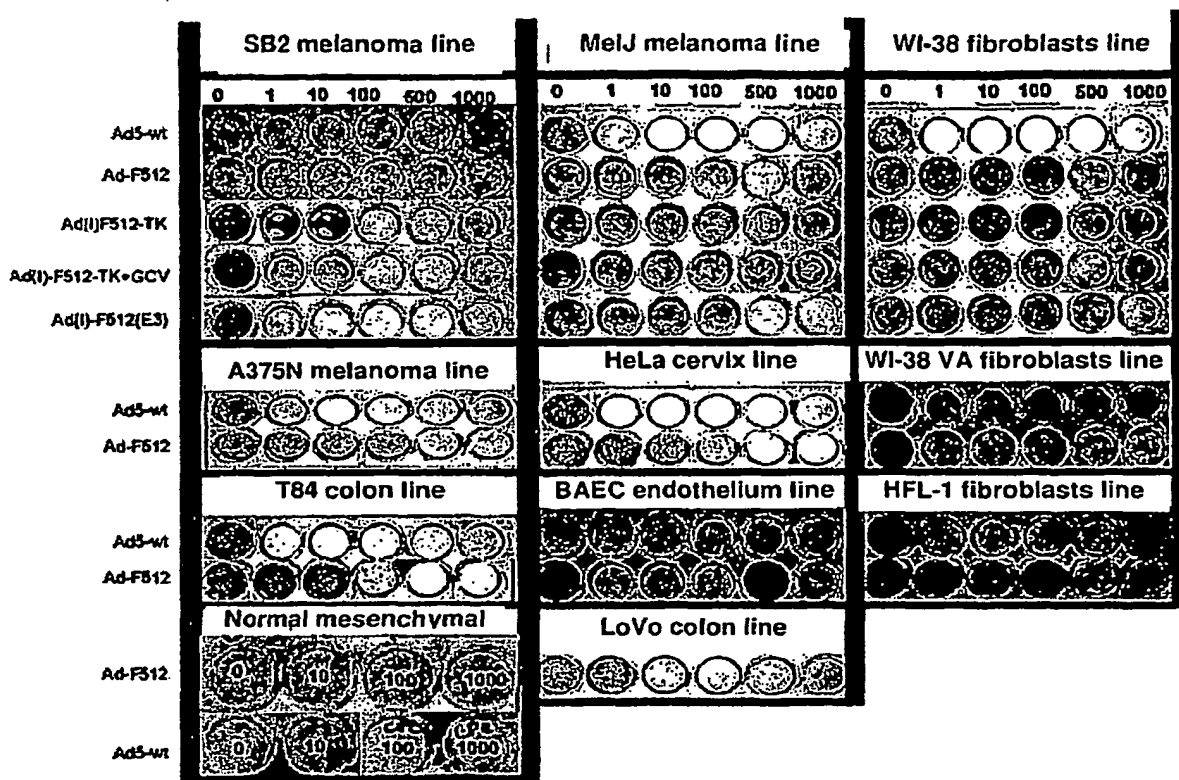 SB2 melanoma line
MelJ melanoma line
WI-38 fibroblasts line
0 1 10 100 500 1000
0 1 10 100 500 1000
0 1 10 100 500 1000
Ad5-wt
Ad-F512
Ad(I)F512-TK
Ad(I)-F512-TK+GCV
Ad(I)-F512(E3)
A375N melanoma line
HeLa cervix line
WI-38 VA fibroblasts line
Ad5-wt
Ad-F512
T84 colon line
BAEC endothelium line
HFL-1 fibroblasts line
Ad5-wt
Ad-F512
Normal mesenchymal
LoVo colon line
Ad-F512
0 10 100 1000
Ad5-wt
0 10 100 1000